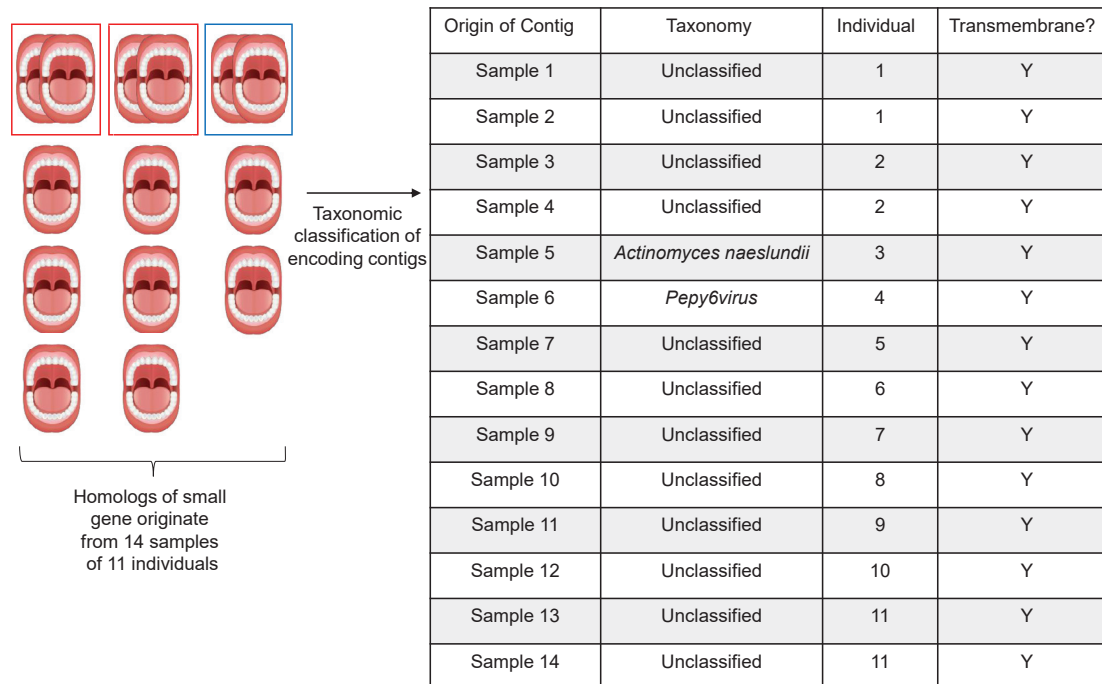 Taxonomic
classification of
encoding contigs
Homologs of small
gene originate
from 14 samples
of 11 individuals
Origin of Contig Taxonomy Individual Transmembrane?
Sample 1 Unclassified 1 Y
Sample 2 Unclassified 1 Y
Sample 3 Unclassified 2 Y
Sample 4 Unclassified 2 Y
Sample 5 Actinomyces naeslundii 3 Y
Sample 6 Pepy6virus 4 Y
Sample 7 Unclassified 5 Y
Sample 8 Unclassified 6 Y
Sample 9 Unclassified 7 Y
Sample 10 Unclassified 8 Y
Sample 11 Unclassified 9 Y
Sample 12 Unclassified 10 Y
Sample 13 Unclassified 11 Y
Sample 14 Unclassified 11 Y